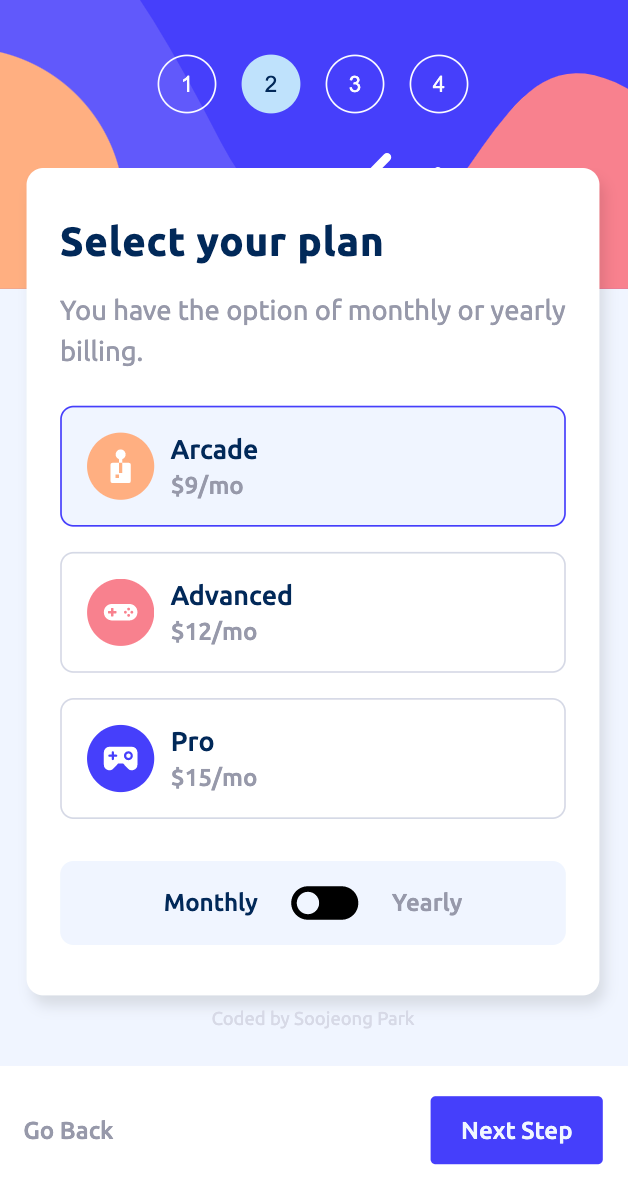 1 2 3 4
Select your plan
You have the option of monthly or yearly
billing.
Arcade
$9/mo
Advanced
$12/mo
Pro
$15/mo
Monthly Yearly
Coded by Soojeong Park
Go Back Next Step